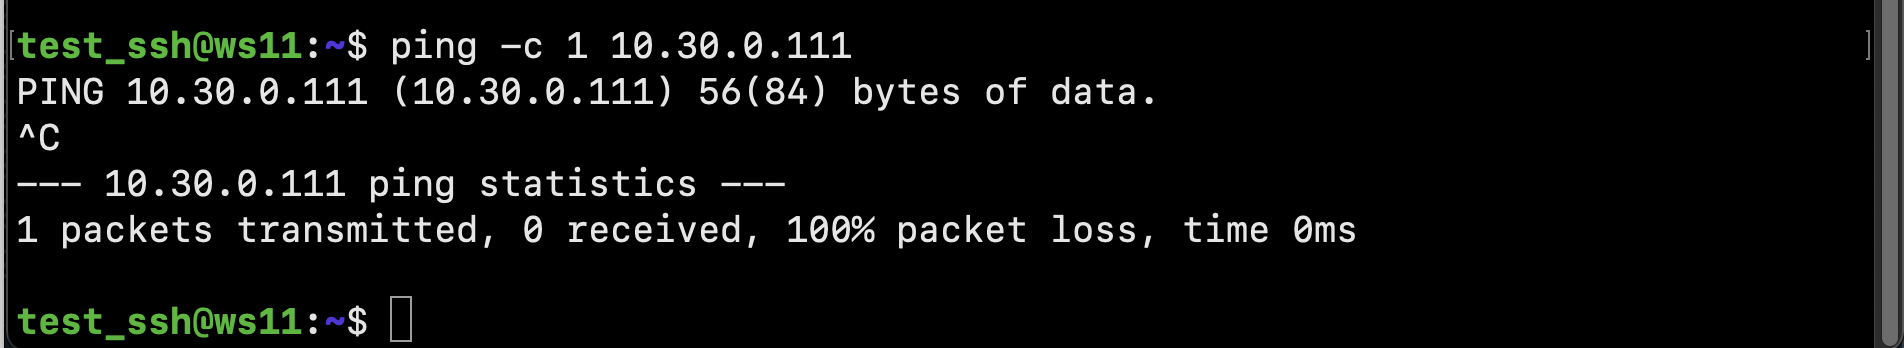 [test_ssh@ws11:~$ ping -c 1 10.30.0.111 ]
PING 10.30.0.111 (10.30.0.111) 56(84) bytes of data.
^C
--- 10.30.0.111 ping statistics ---
1 packets transmitted, 0 received, 100% packet loss, time 0ms
test_ssh@ws11:~$